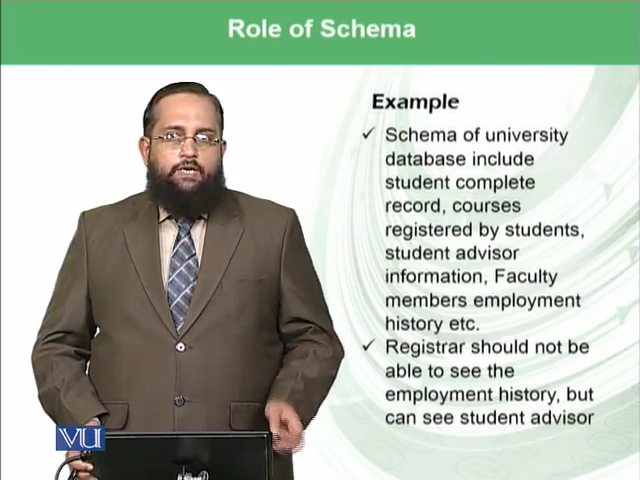 Role of Schema
Example
✓ Schema of university
database include
student complete
record, courses
registered by students,
student advisor
information, Faculty
members employment
history etc.
✓ Registrar should not be
able to see the
employment history, but
can see student advisor
VU